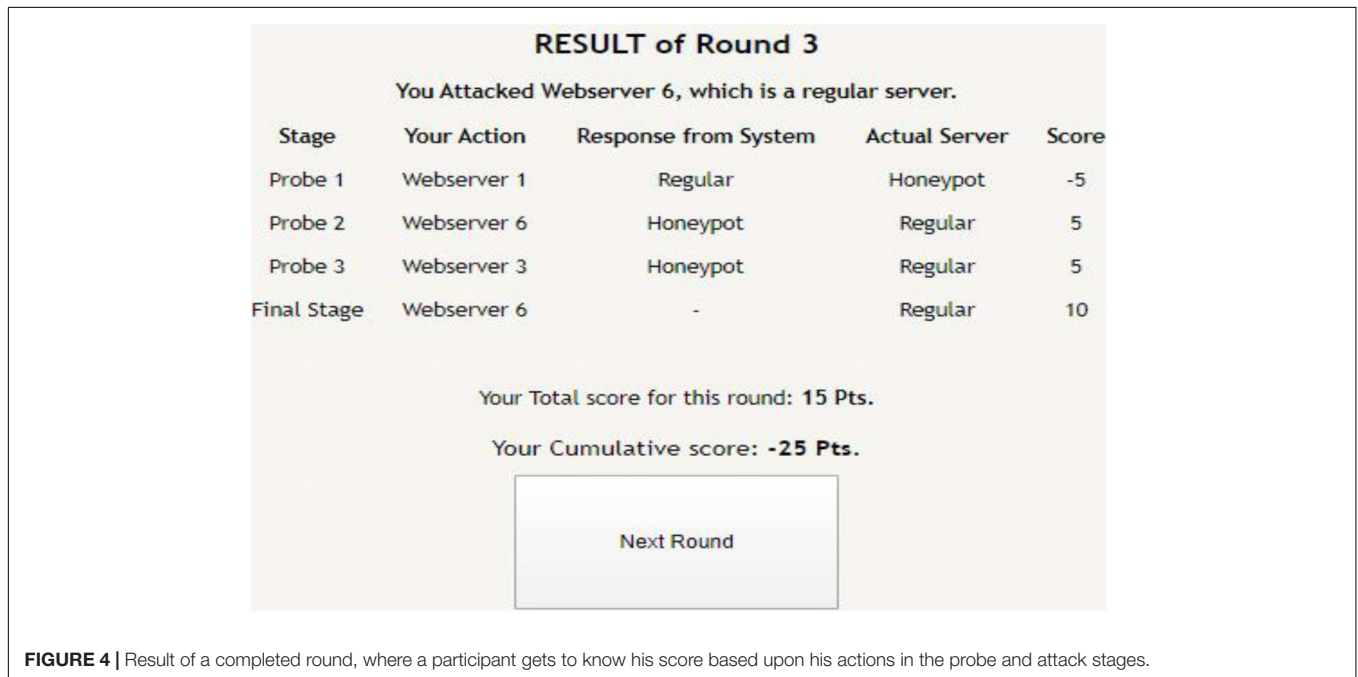 RESULT of Round 3
You Attacked Webserver 6, which is a regular server.
Stage Your Action Response from System Actual Server Score
Probe 1 Webserver 1 Regular Honeypot -5
Probe 2 Webserver 6 Honeypot Regular 5
Probe 3 Webserver 3 Honeypot Regular 5
Final Stage Webserver 6 - Regular 10
Your Total score for this round: 15 Pts.
Your Cumulative score: -25 Pts.
Next Round
FIGURE 4 | Result of a completed round, where a participant gets to know his score based upon his actions in the probe and attack stages.